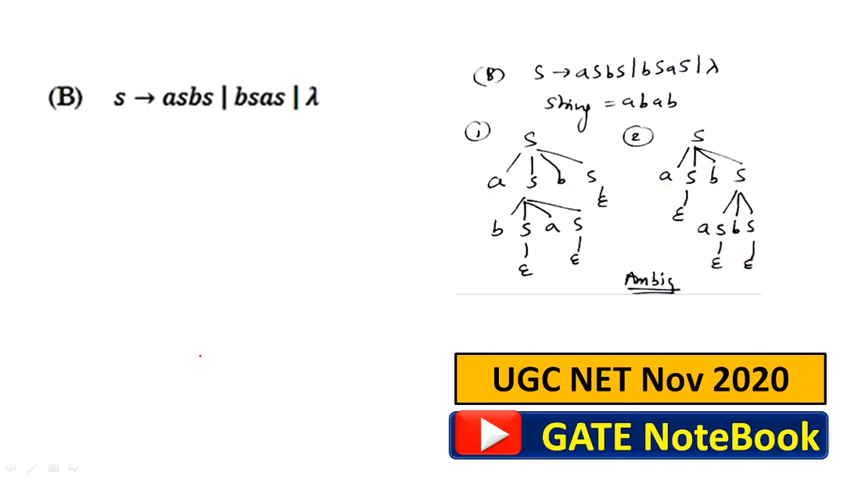 (B) s → asbs | bsas | λ
(B) S → aSbS | bSaS | λ
String = abab
① ②
S S
a S b S a S b S
ε ε
b S a S a S b S
ε ε ε ε
Ambig
UGC NET Nov 2020
GATE NoteBook